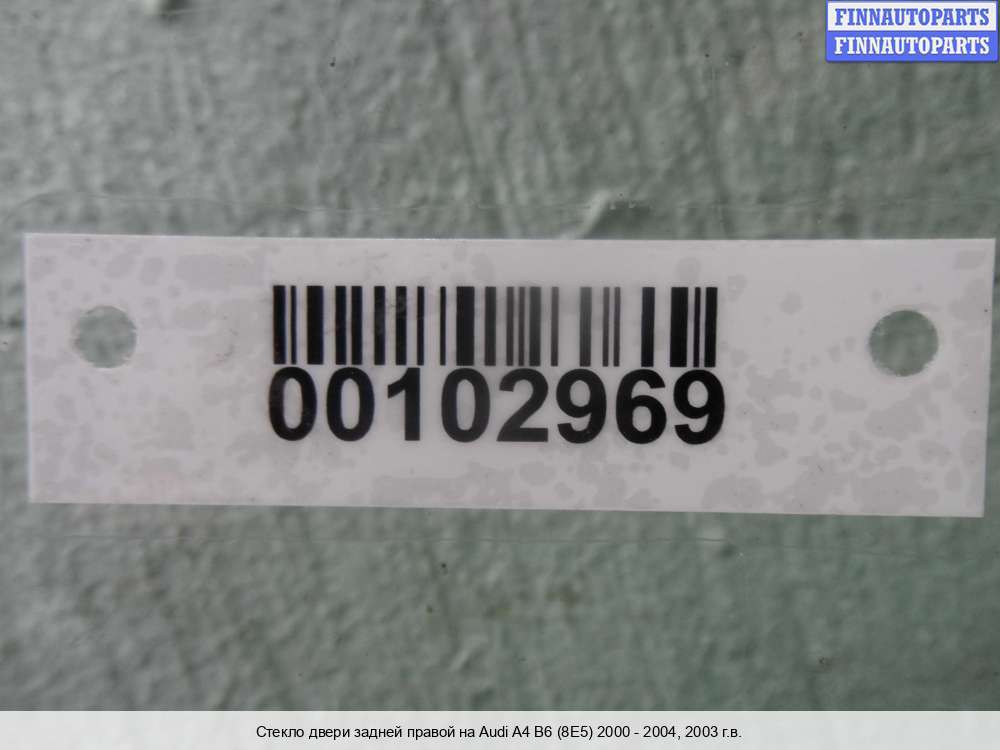 FINNAUTOPARTS
FINNAUTOPARTS
00102969
Стекло двери задней правой на Audi A4 B6 (8E5) 2000 - 2004, 2003 г.в.